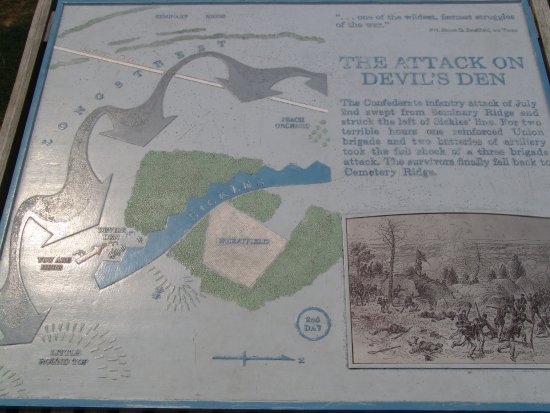 SEMINARY RIDGE
LONGSTREET
PEACH
ORCHARD
SICKLES
WHEATFIELD
DEVIL'S
DEN
YOU ARE
HERE
LITTLE
ROUND TOP
2nd
DAY
N
"... one of the wildest, fiercest struggles
of the war."
THE ATTACK ON
DEVIL'S DEN
The Confederate infantry attack of July
2nd swept from Seminary Ridge and
struck the left of Sickles' line. For two
terrible hours one reinforced Union
brigade and two batteries of artillery
took the full shock of a three brigade
attack. The survivors finally fell back to
Cemetery Ridge.